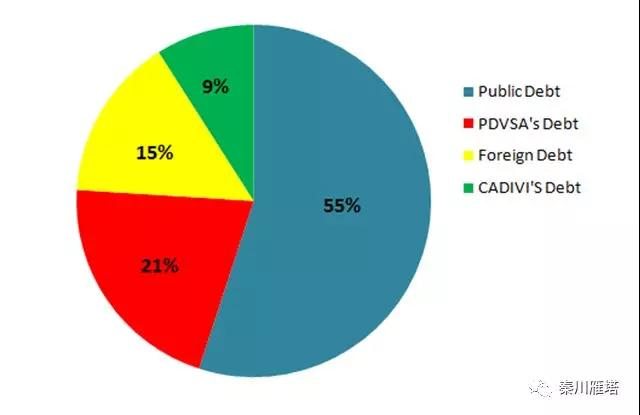 9%
15%
55%
21%
Public Debt
PDVSA's Debt
Foreign Debt
CADIVI'S Debt
秦川雁塔